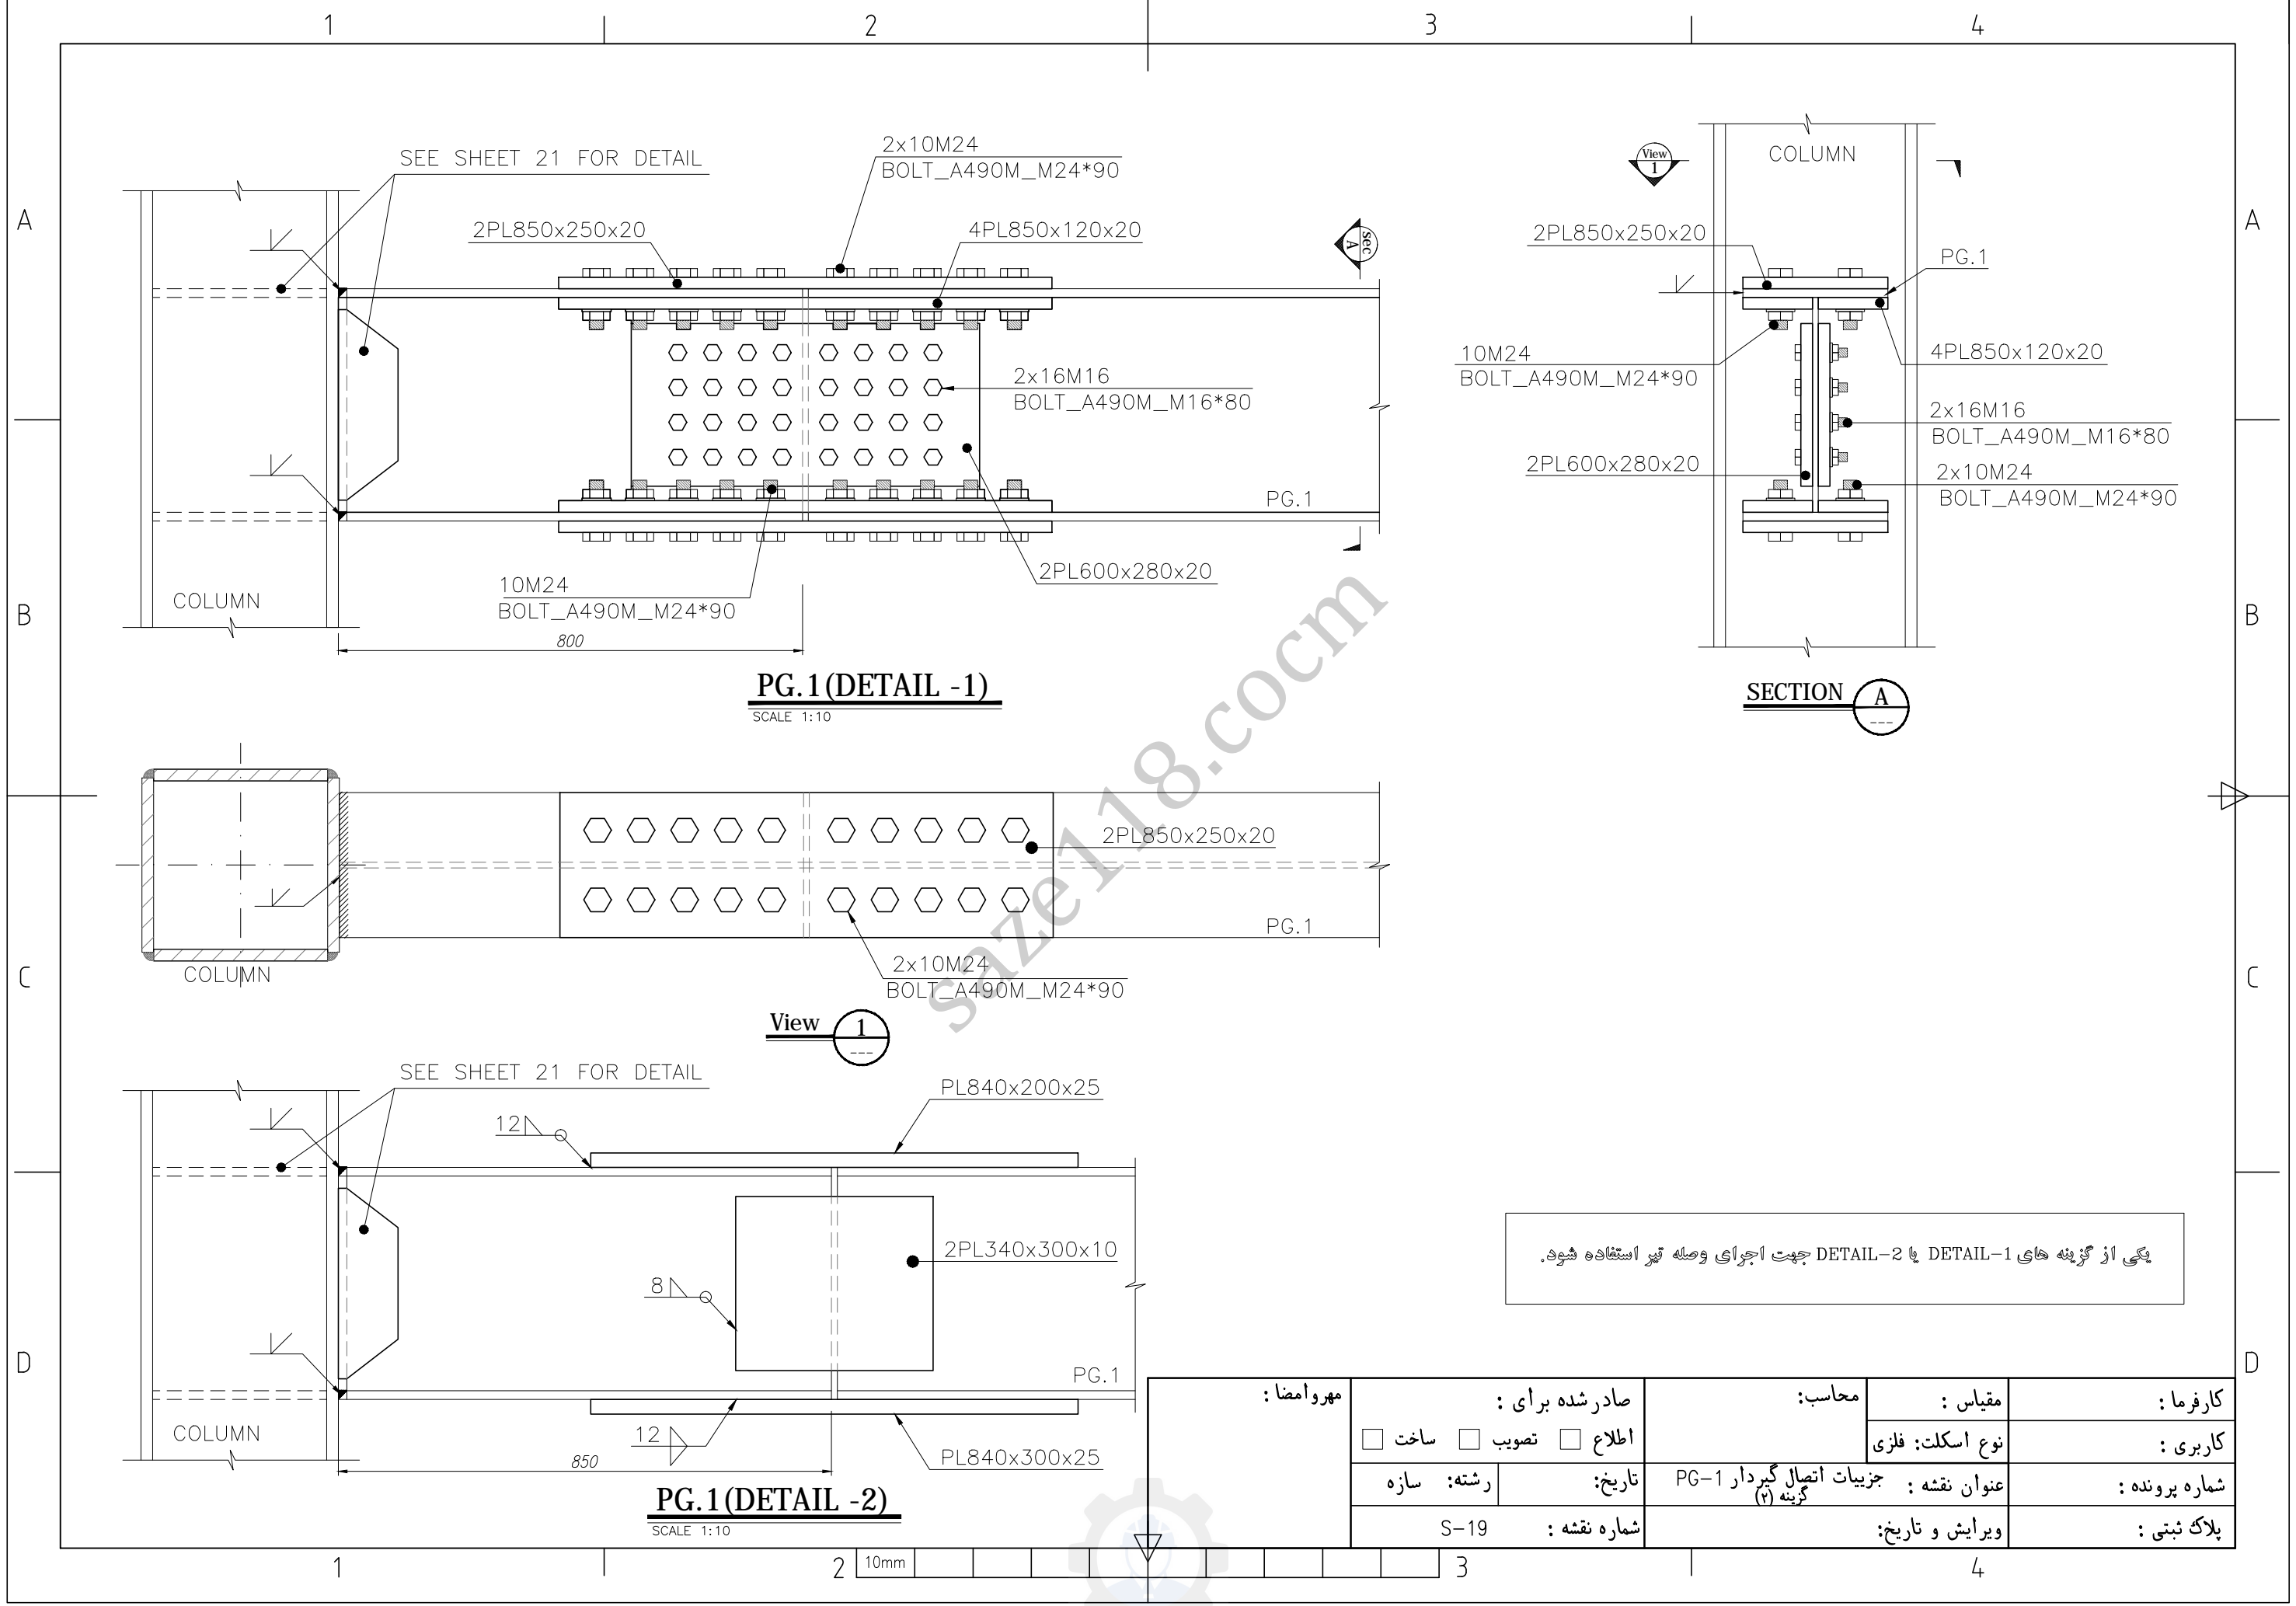 1 2 3 4
A
B
C
D
A
B
C
D
SEE SHEET 21 FOR DETAIL
2x10M24
BOLT_A490M_M24*90
2PL850x250x20
4PL850x120x20
sec
A
2x16M16
BOLT_A490M_M16*80
PG.1
2PL600x280x20
10M24
BOLT_A490M_M24*90
COLUMN
800
PG.1(DETAIL -1)
SCALE 1:10
View
1
COLUMN
2PL850x250x20
PG.1
10M24
BOLT_A490M_M24*90
4PL850x120x20
2x16M16
BOLT_A490M_M16*80
2PL600x280x20
2x10M24
BOLT_A490M_M24*90
SECTION A
---
2PL850x250x20
PG.1
COLUMN
2x10M24
BOLT_A490M_M24*90
View 1
---
saze118.cocm
SEE SHEET 21 FOR DETAIL
PL840x200x25
12
2PL340x300x10
8
PG.1
COLUMN
12
PL840x300x25
850
PG.1(DETAIL -2)
SCALE 1:10
یکی از گزینه های DETAIL-1 یا DETAIL-2 جهت اجرای وصله تیر استفاده شود.
کارفرما :
مقیاس :
محاسب:
صادرشده برای :
مهروامضا :
کاربری :
نوع اسکلت: فلزی
اطلاع تصویب ساخت
شماره پرونده :
عنوان نقشه : جزییات اتصال گیردار PG-1
گزینه (۲)
تاریخ:
رشته: سازه
پلاک ثبتی :
ویرایش و تاریخ:
شماره نقشه : S-19
1 2 3 4
10mm